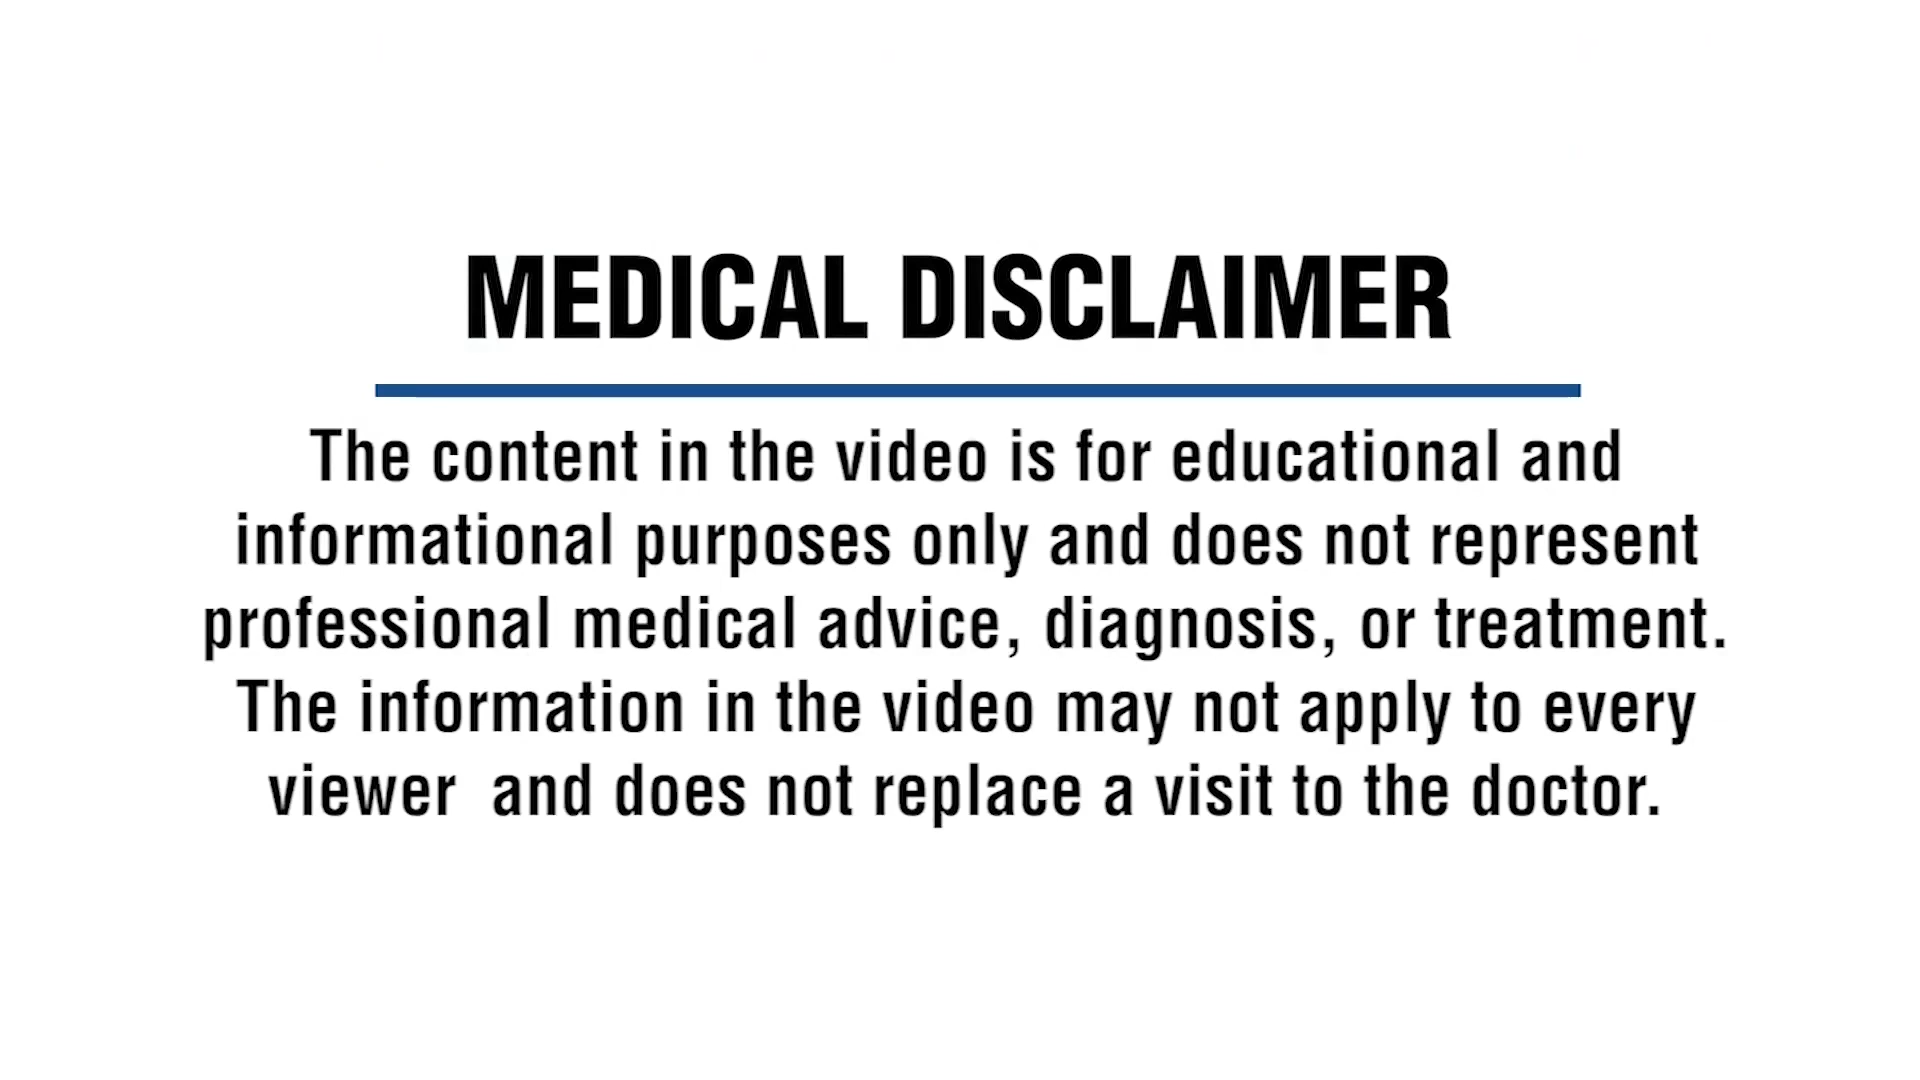 MEDICAL DISCLAIMER
The content in the video is for educational and
informational purposes only and does not represent
professional medical advice, diagnosis, or treatment.
The information in the video may not apply to every
viewer  and does not replace a visit to the doctor.